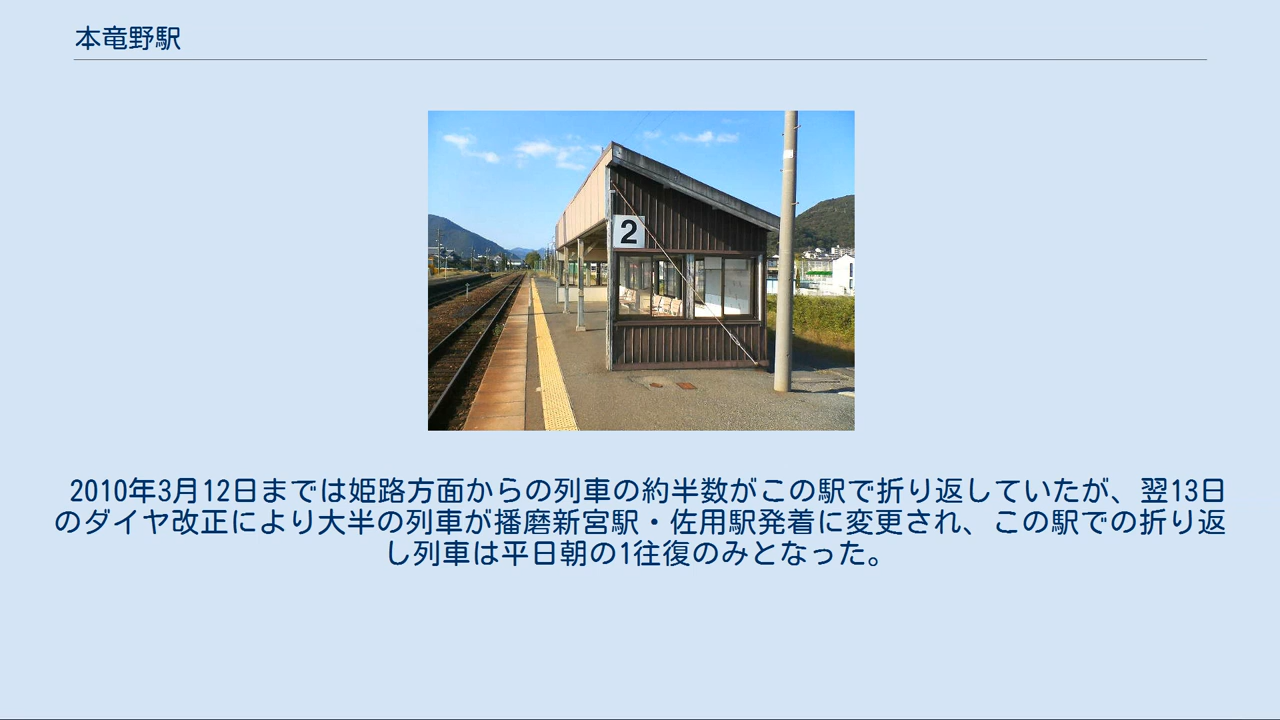 本竜野駅
2
2010年3月12日までは姫路方面からの列車の約半数がこの駅で折り返していたが、翌13日
のダイヤ改正により大半の列車が播磨新宮駅・佐用駅発着に変更され、この駅での折り返
し列車は平日朝の1往復のみとなった。